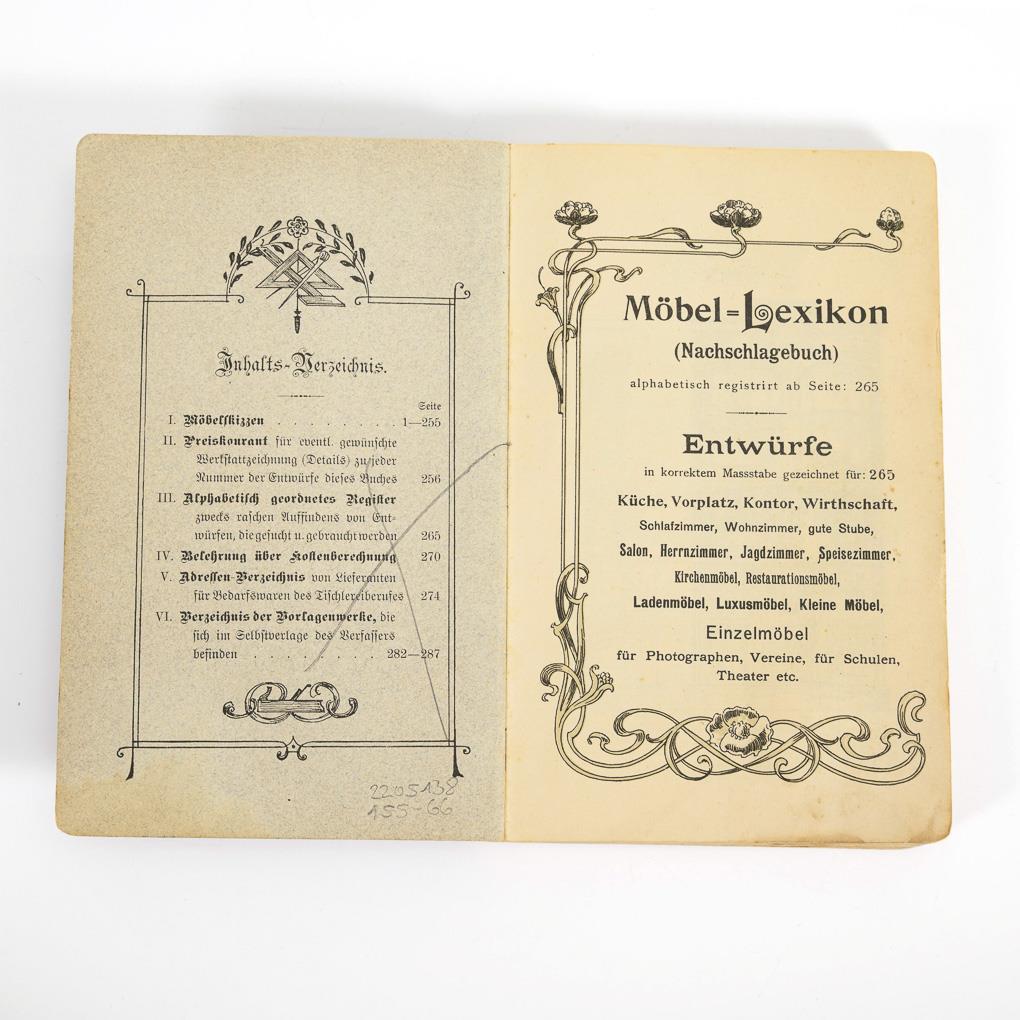 Inhalts-Verzeichnis.
Seite
I. Möbelskizzen . . . . . . . . 1—255
II. Preiskourant für eventl. gewünschte
Werkstattzeichnung (Details) zu jeder
Nummer der Entwürfe dieses Buches 256
III. Alphabetisch geordnetes Register
zwecks raschen Auffindens von Ent-
würfen, die gesucht u. gebraucht werden 265
IV. Belehrung über Kostenberechnung 270
V. Adressen-Verzeichnis von Lieferanten
für Bedarfswaren des Tischlereiberufes 274
VI. Verzeichnis der Vorlagenwerke, die
sich im Selbstverlage des Verfassers
befinden . . . . . . . . 282—287
2205138
155-66
Möbel-Lexikon
(Nachschlagebuch)
alphabetisch registrirt ab Seite: 265
Entwürfe
in korrektem Massstabe gezeichnet für: 265
Küche, Vorplatz, Kontor, Wirthschaft,
Schlafzimmer, Wohnzimmer, gute Stube,
Salon, Herrnzimmer, Jagdzimmer, Speisezimmer,
Kirchenmöbel, Restaurationsmöbel,
Ladenmöbel, Luxusmöbel, Kleine Möbel,
Einzelmöbel
für Photographen, Vereine, für Schulen,
Theater etc.